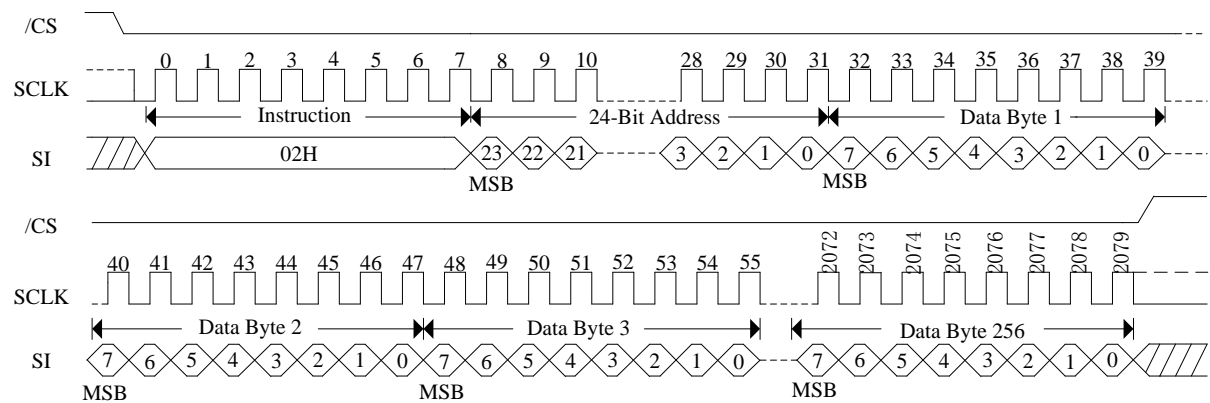 /CS
0 1 2 3 4 5 6 7 8 9 10 28 29 30 31 32 33 34 35 36 37 38 39
SCLK
Instruction 24-Bit Address Data Byte 1
SI 02H 23 22 21 3 2 1 0 7 6 5 4 3 2 1 0
MSB MSB
/CS
40 41 42 43 44 45 46 47 48 49 50 51 52 53 54 55 2072 2073 2074 2075 2076 2077 2078 2079
SCLK
Data Byte 2 Data Byte 3 Data Byte 256
SI 7 6 5 4 3 2 1 0 7 6 5 4 3 2 1 0 7 6 5 4 3 2 1 0
MSB MSB MSB